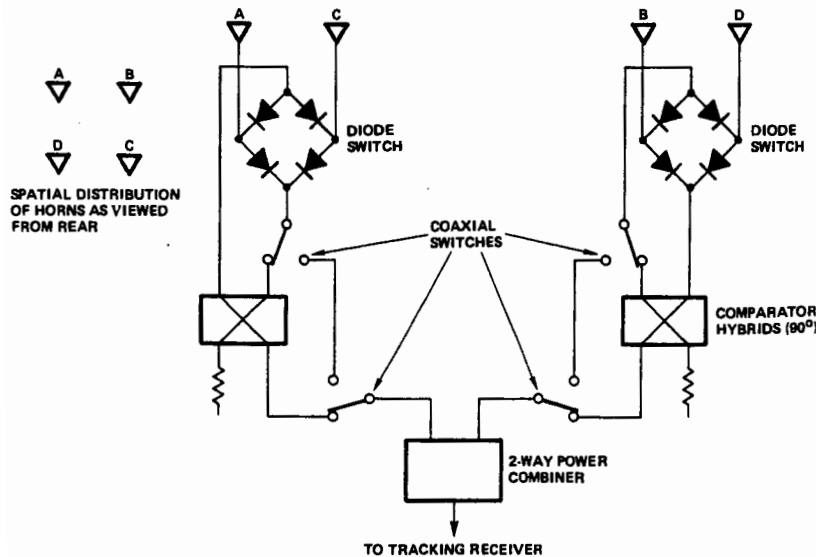 A
C
B
D
A
B
DIODE
SWITCH
DIODE
SWITCH
D
C
SPATIAL DISTRIBUTION
OF HORNS AS VIEWED
FROM REAR
COAXIAL
SWITCHES
COMPARATOR
HYBRIDS (90°)
2-WAY POWER
COMBINER
TO TRACKING RECEIVER